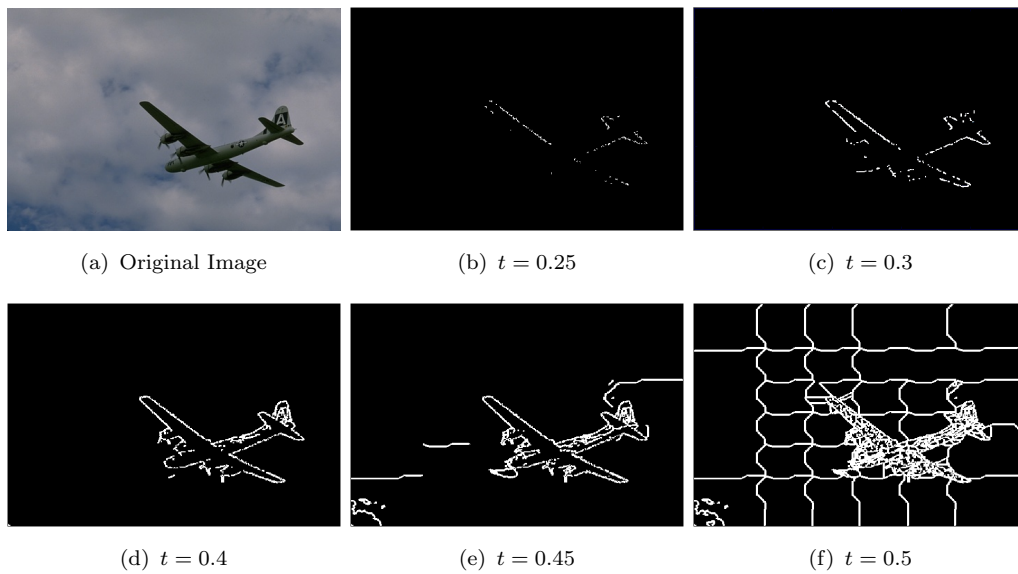 A
(a) Original Image
(b) t = 0.25
(c) t = 0.3
(d) t = 0.4
(e) t = 0.45
(f) t = 0.5